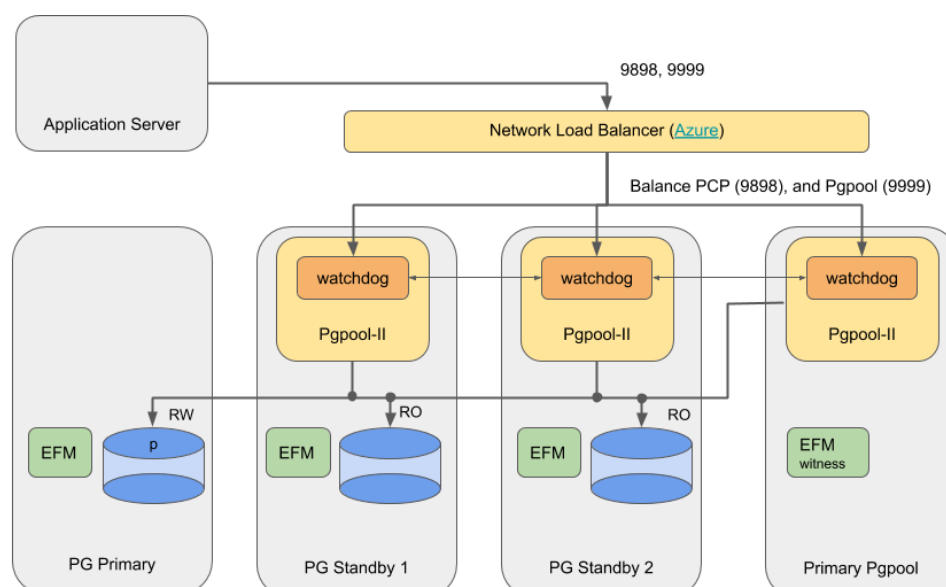 9898, 9999
Application Server
Network Load Balancer (Azure)
Balance PCP (9898), and Pgpool (9999)
watchdog
watchdog
watchdog
Pgpool-II
Pgpool-II
Pgpool-II
RW
RO
RO
EFM
p
EFM
EFM
EFM
witness
PG Primary
PG Standby 1
PG Standby 2
Primary Pgpool